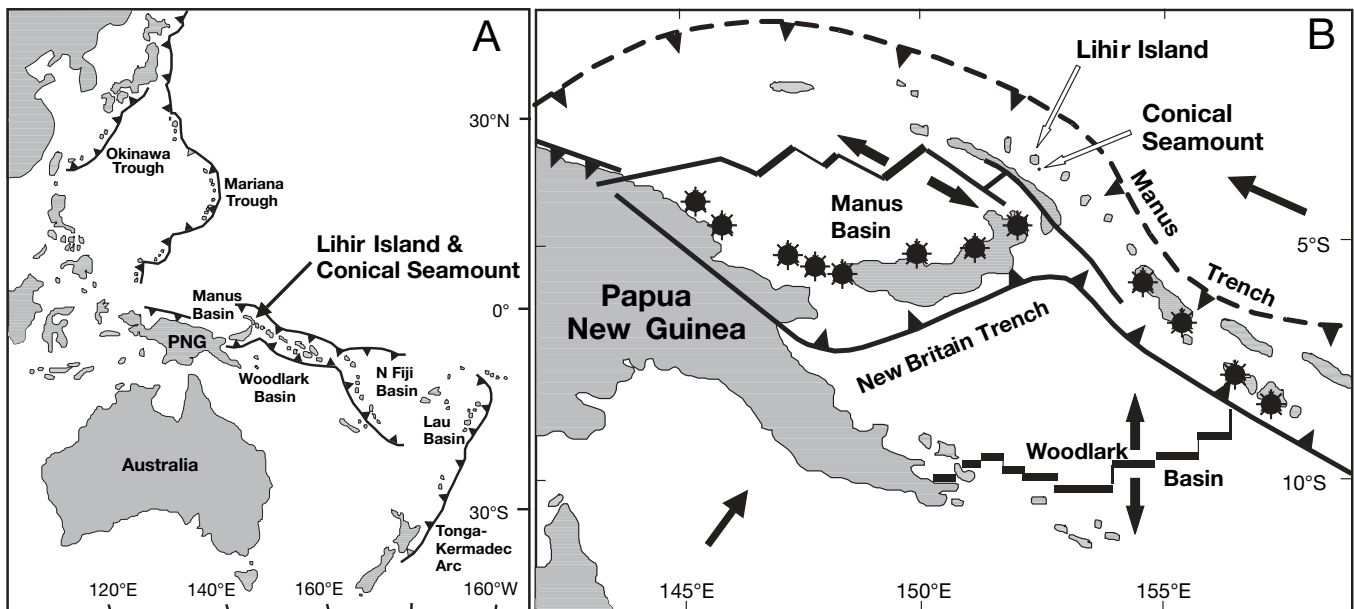 A
30°N
Okinawa
Trough
Mariana
Trough
Lihir Island &
Conical Seamount
Manus
Basin
0°
PNG
Woodlark
Basin
N Fiji
Basin
Lau
Basin
Australia
30°S
Tonga-
Kermadec
Arc
120°E
140°E
160°E
160°W
B
Lihir Island
Conical
Seamount
Manus
Trench
Manus
Basin
5°S
Papua
New Guinea
New Britain Trench
Woodlark
Basin
10°S
145°E
150°E
155°E